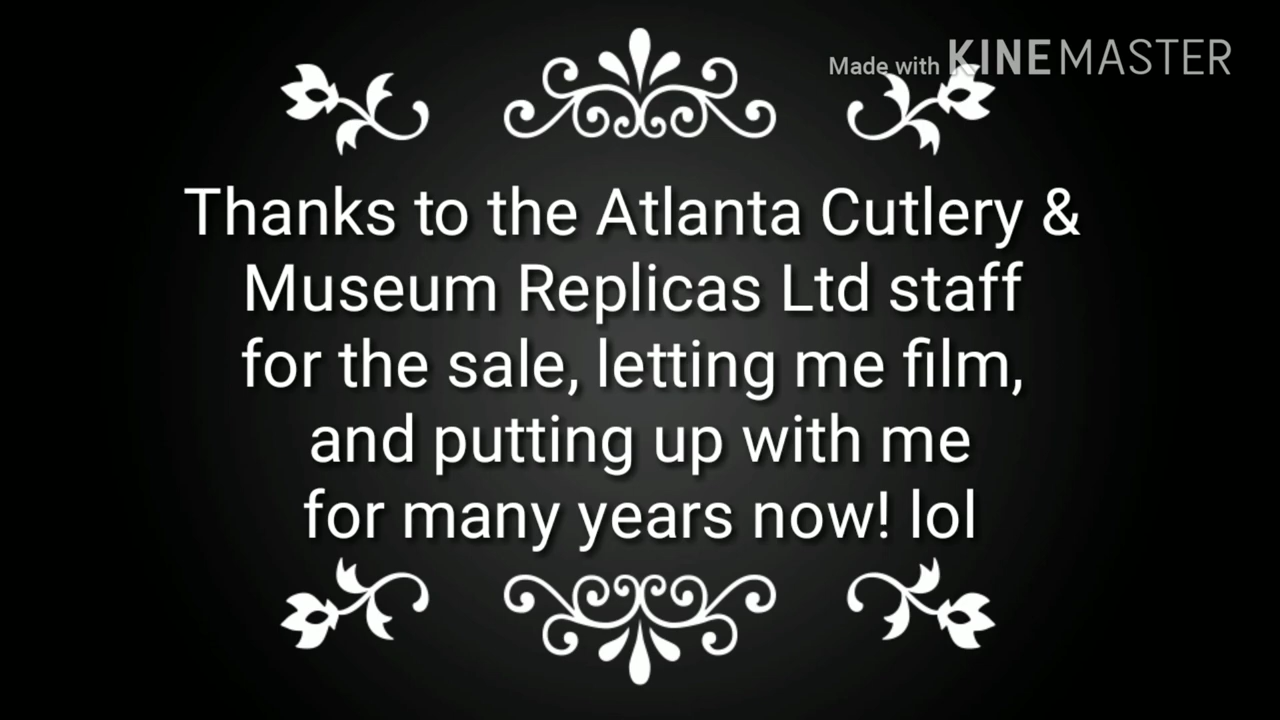 Made with KINEMASTER
Thanks to the Atlanta Cutlery &
Museum Replicas Ltd staff
for the sale, letting me film,
and putting up with me
for many years now! lol